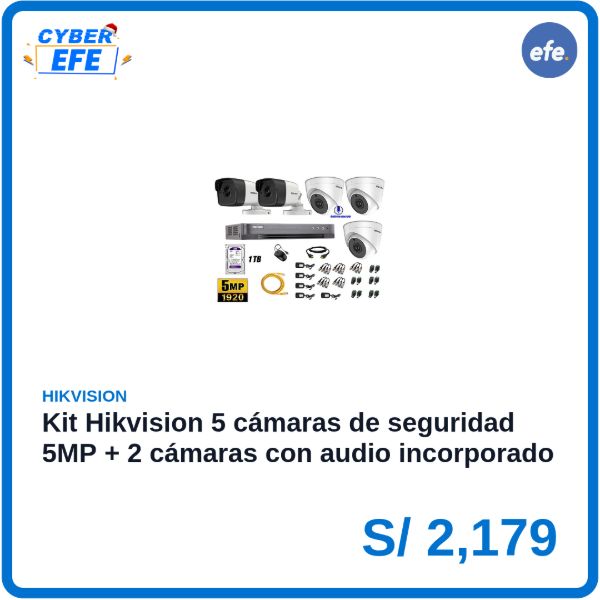 CYBER
EFE
efe.
1TB
5MP
1920
HIKVISION
Kit Hikvision 5 cámaras de seguridad
5MP + 2 cámaras con audio incorporado
S/ 2,179